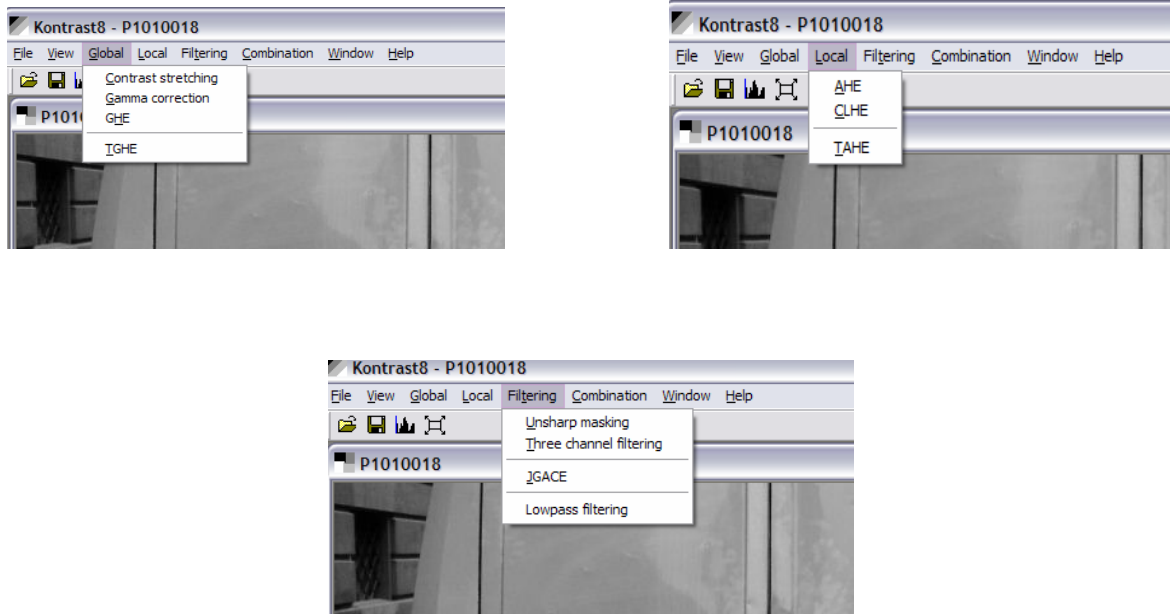 Kontrast8 - P1010018
File View Global Local Filtering Combination Window Help
Contrast stretching
Gamma correction
GHE
TGHE
P101
Kontrast8 - P1010018
File View Global Local Filtering Combination Window Help
AHE
CLHE
TAHE
P1010018
Kontrast8 - P1010018
File View Global Local Filtering Combination Window Help
Unsharp masking
Three channel filtering
JGACE
Lowpass filtering
P1010018